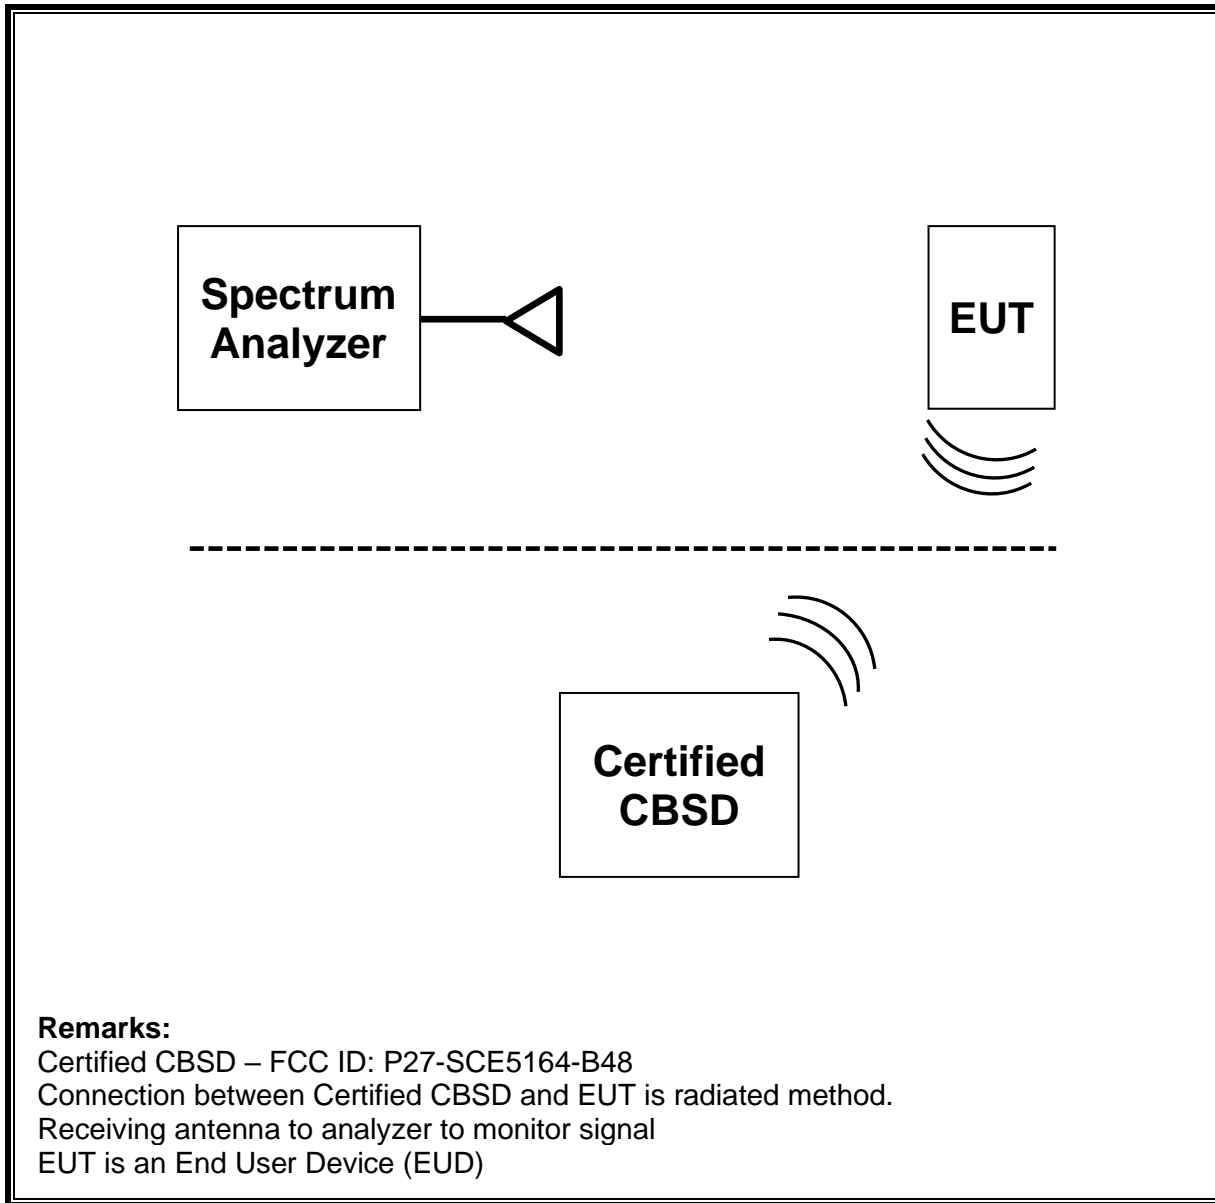 Spectrum
Analyzer
EUT
Certified
CBSD
Remarks:
Certified CBSD – FCC ID: P27-SCE5164-B48
Connection between Certified CBSD and EUT is radiated method.
Receiving antenna to analyzer to monitor signal
EUT is an End User Device (EUD)